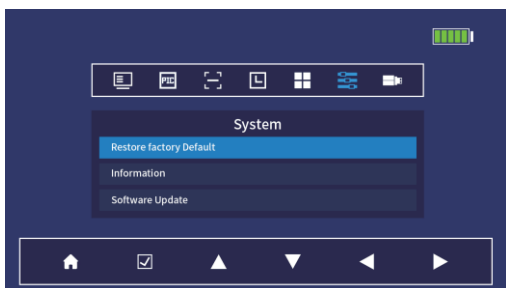 PIC
System
Restore factory Default
Information
Software Update